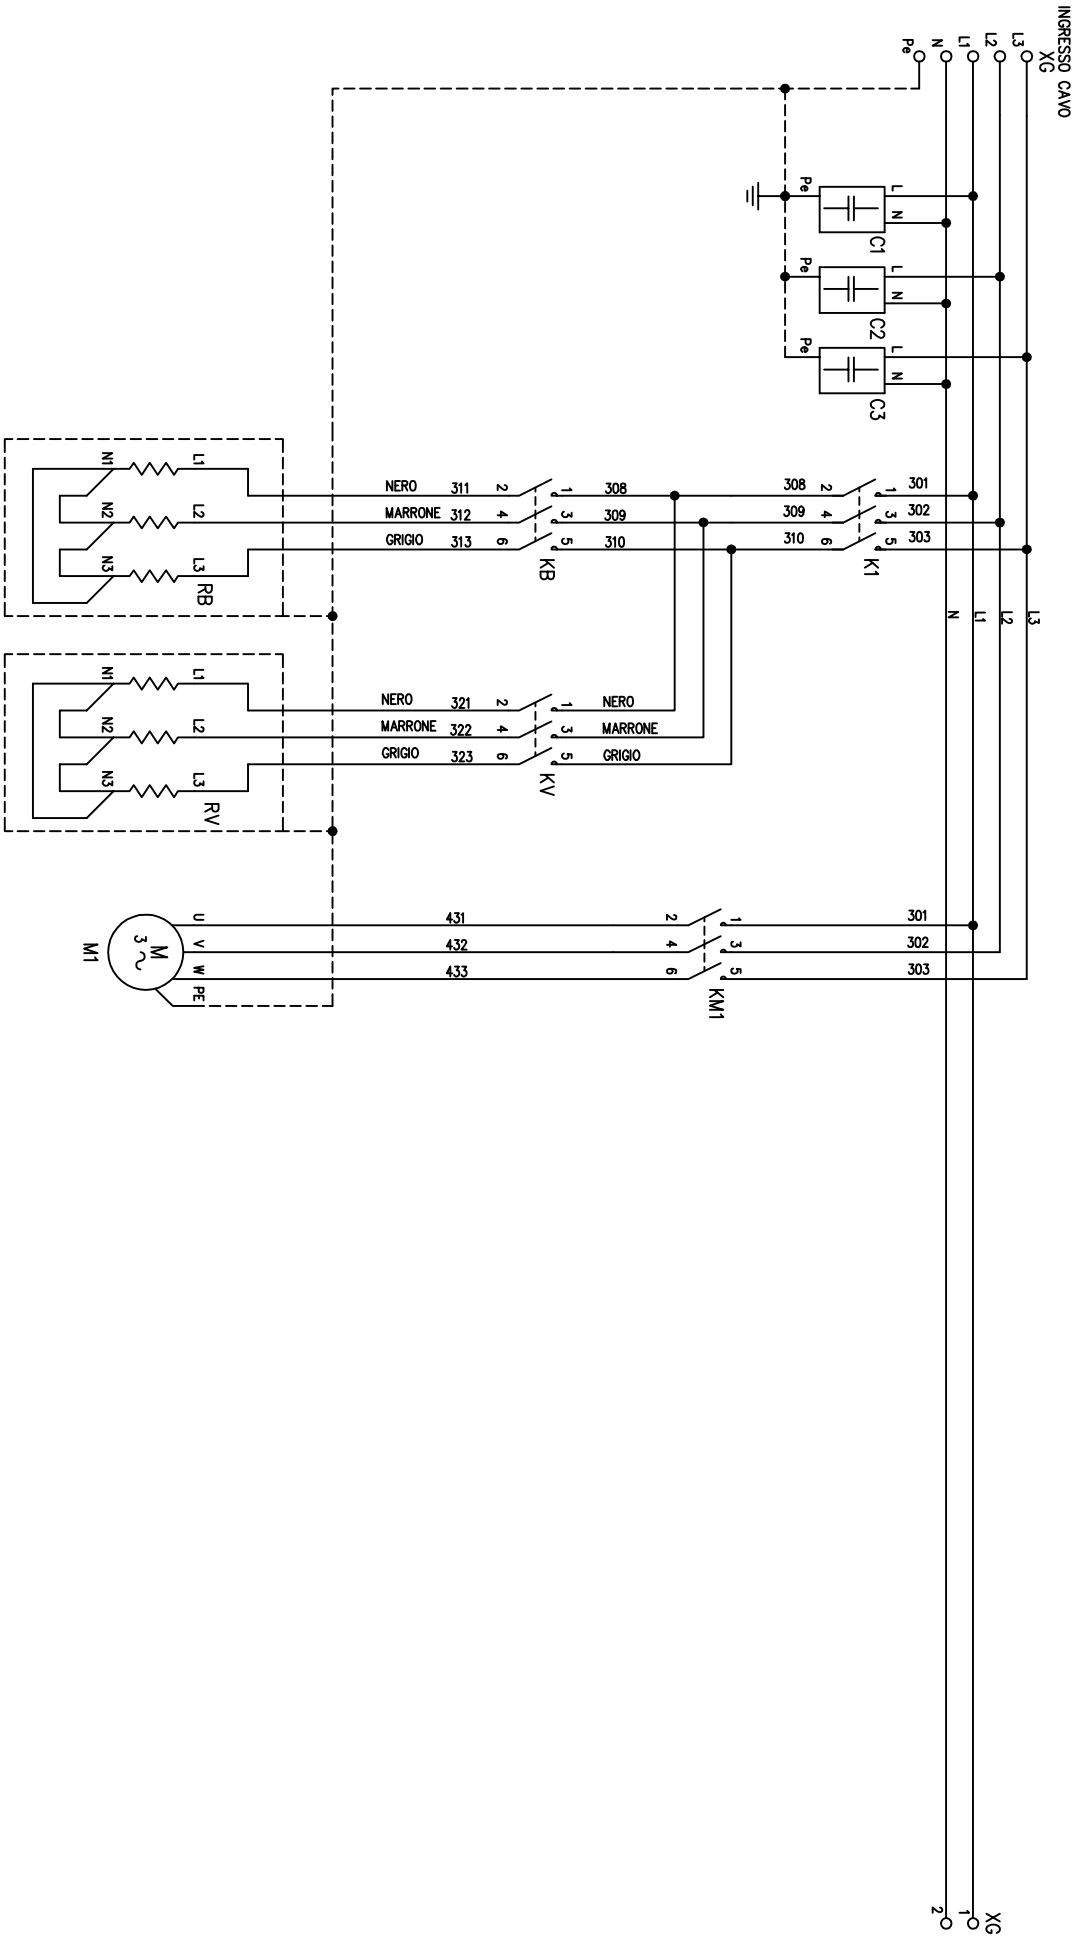 INGRESSO CAVO
XG
L3
L2
L1
N
Pe
L
N
Pe
C1
L
N
Pe
C2
L
N
Pe
C3
301
302
303
1
3
5
K1
2
4
6
308
309
310
308
309
310
1
3
5
KB
2
4
6
311
312
313
NERO
MARRONE
GRIGIO
L1
L2
L3
RB
N1
N2
N3
L3
L2
L1
N
NERO
MARRONE
GRIGIO
1
3
5
KV
2
4
6
321
322
323
NERO
MARRONE
GRIGIO
L1
L2
L3
RV
N1
N2
N3
301
302
303
1
3
5
KM1
2
4
6
431
432
433
U
V
W
PE
M
3
M1
XG
1
2